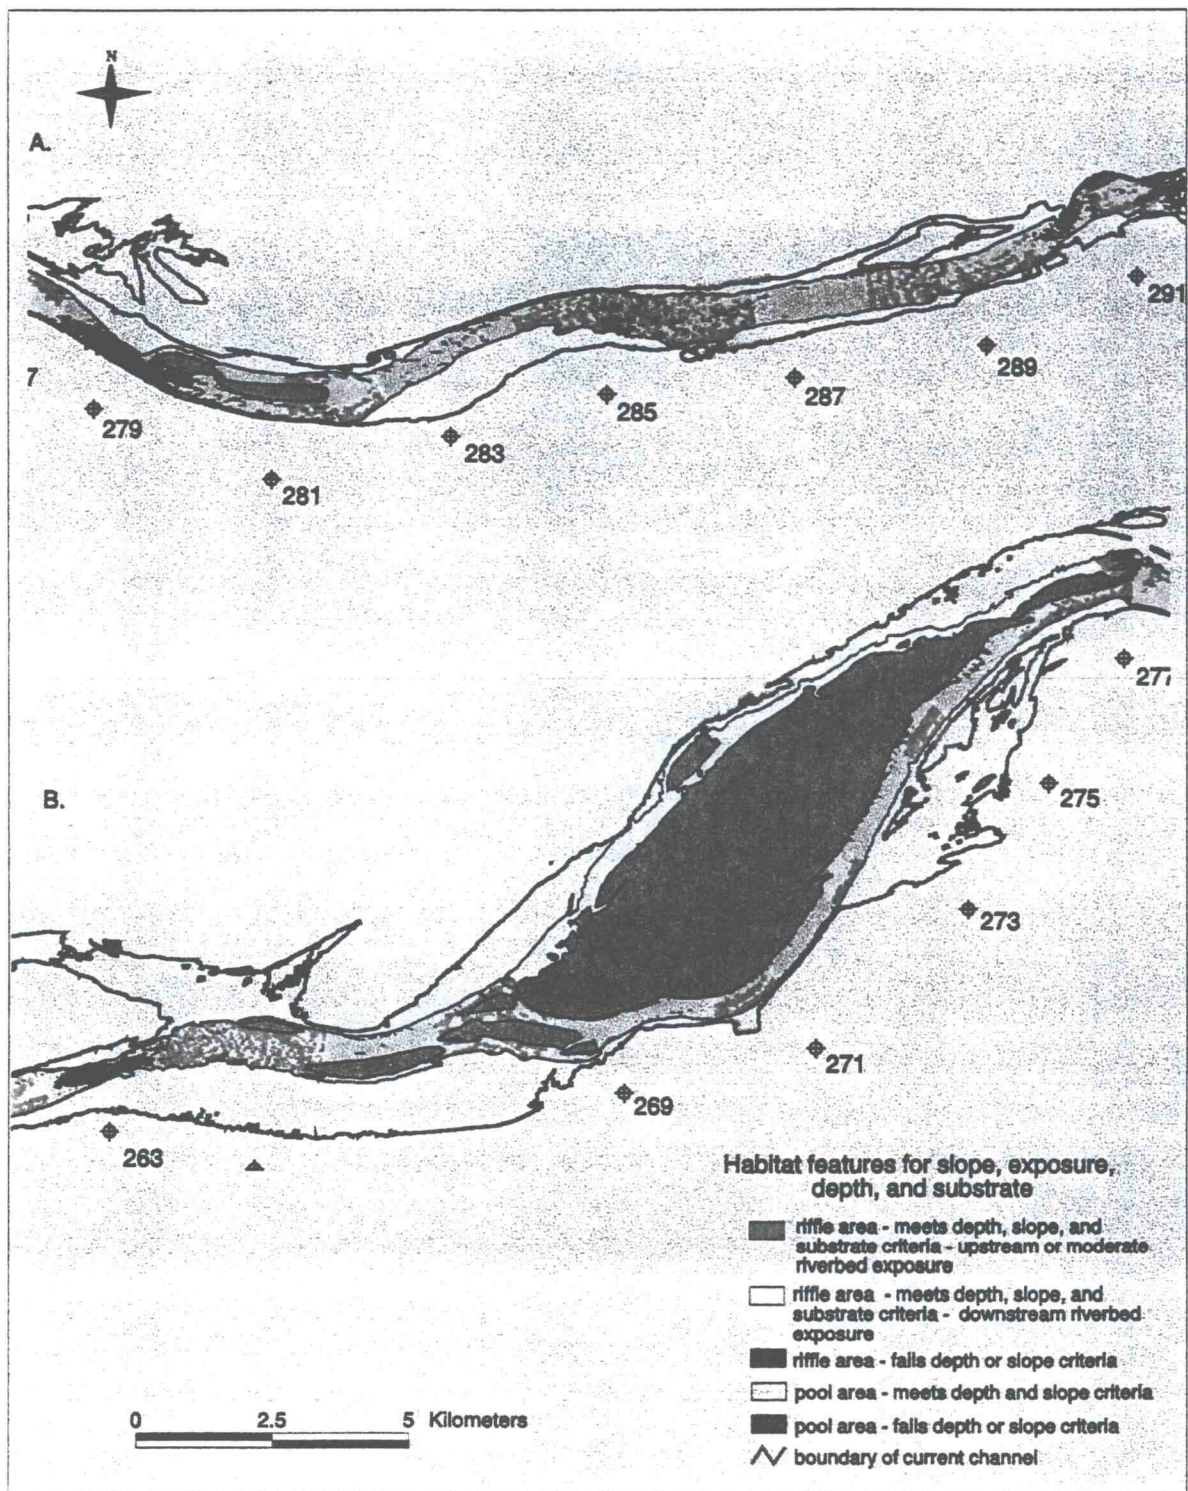 N
A.
291
289
7
287
285
279
283
281
277
B.
275
273
271
269
263
Habitat features for slope, exposure,
depth, and substrate
riffle area - meets depth, slope, and
substrate criteria - upstream or moderate
riverbed exposure
riffle area - meets depth, slope, and
substrate criteria - downstream riverbed
exposure
riffle area - fails depth or slope criteria
pool area - meets depth and slope criteria
pool area - fails depth or slope criteria
boundary of current channel
0 2.5 5 Kilometers